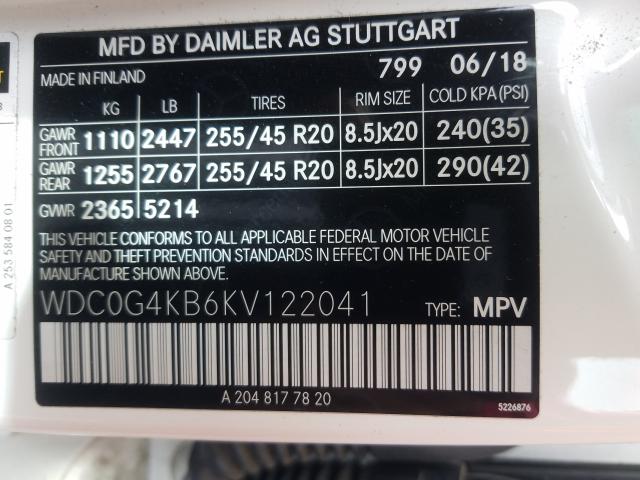 MFD BY DAIMLER AG STUTTGART
MADE IN FINLAND 799 06/18
KG LB TIRES RIM SIZE COLD KPA(PSI)
GAWR FRONT 1110 2447 255/45 R20 8.5Jx20 240(35)
GAWR REAR 1255 2767 255/45 R20 8.5Jx20 290(42)
GVWR 2365 5214
THIS VEHICLE CONFORMS TO ALL APPLICABLE FEDERAL MOTOR VEHICLE
SAFETY AND THEFT PREVENTION STANDARDS IN EFFECT ON THE DATE OF
MANUFACTURE SHOWN ABOVE.
WDC0G4KB6KV122041 TYPE: MPV
A 204 817 78 20
5226876
A 253 584 08 01